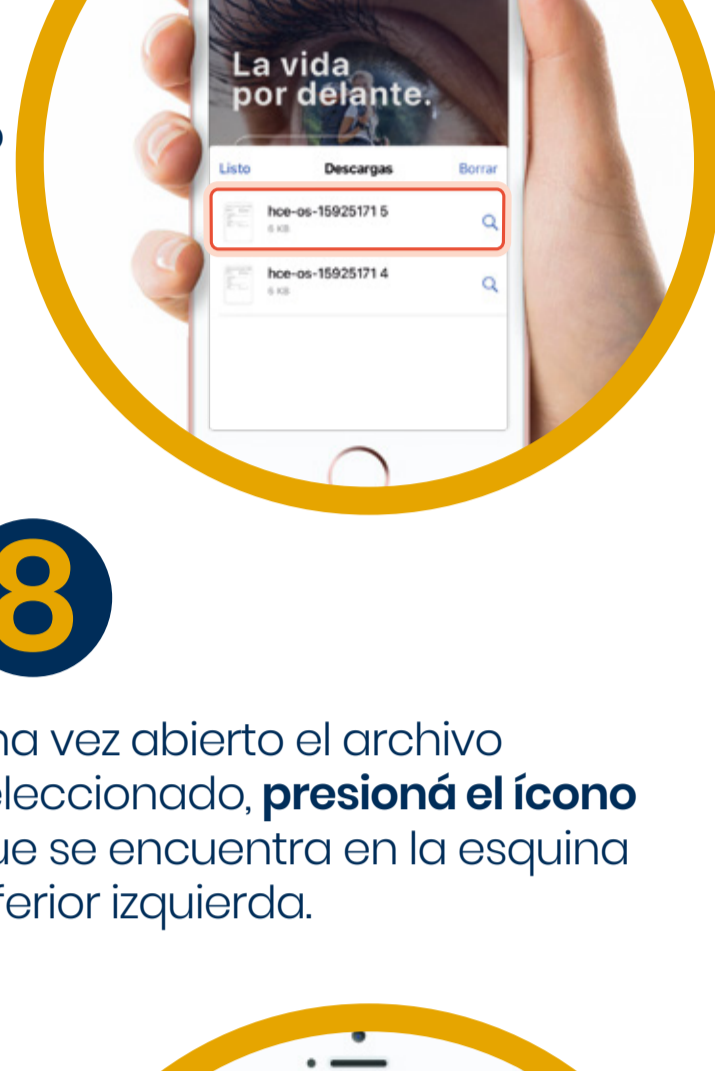 La vida
por delante.
Listo Descargas Borrar
hce-os-15925171 5
6 KB
hce-os-15925171 4
6 KB
8
na vez abierto el archivo
eleccionado, presioná el ícono
ue se encuentra en la esquina
ferior izquierda.